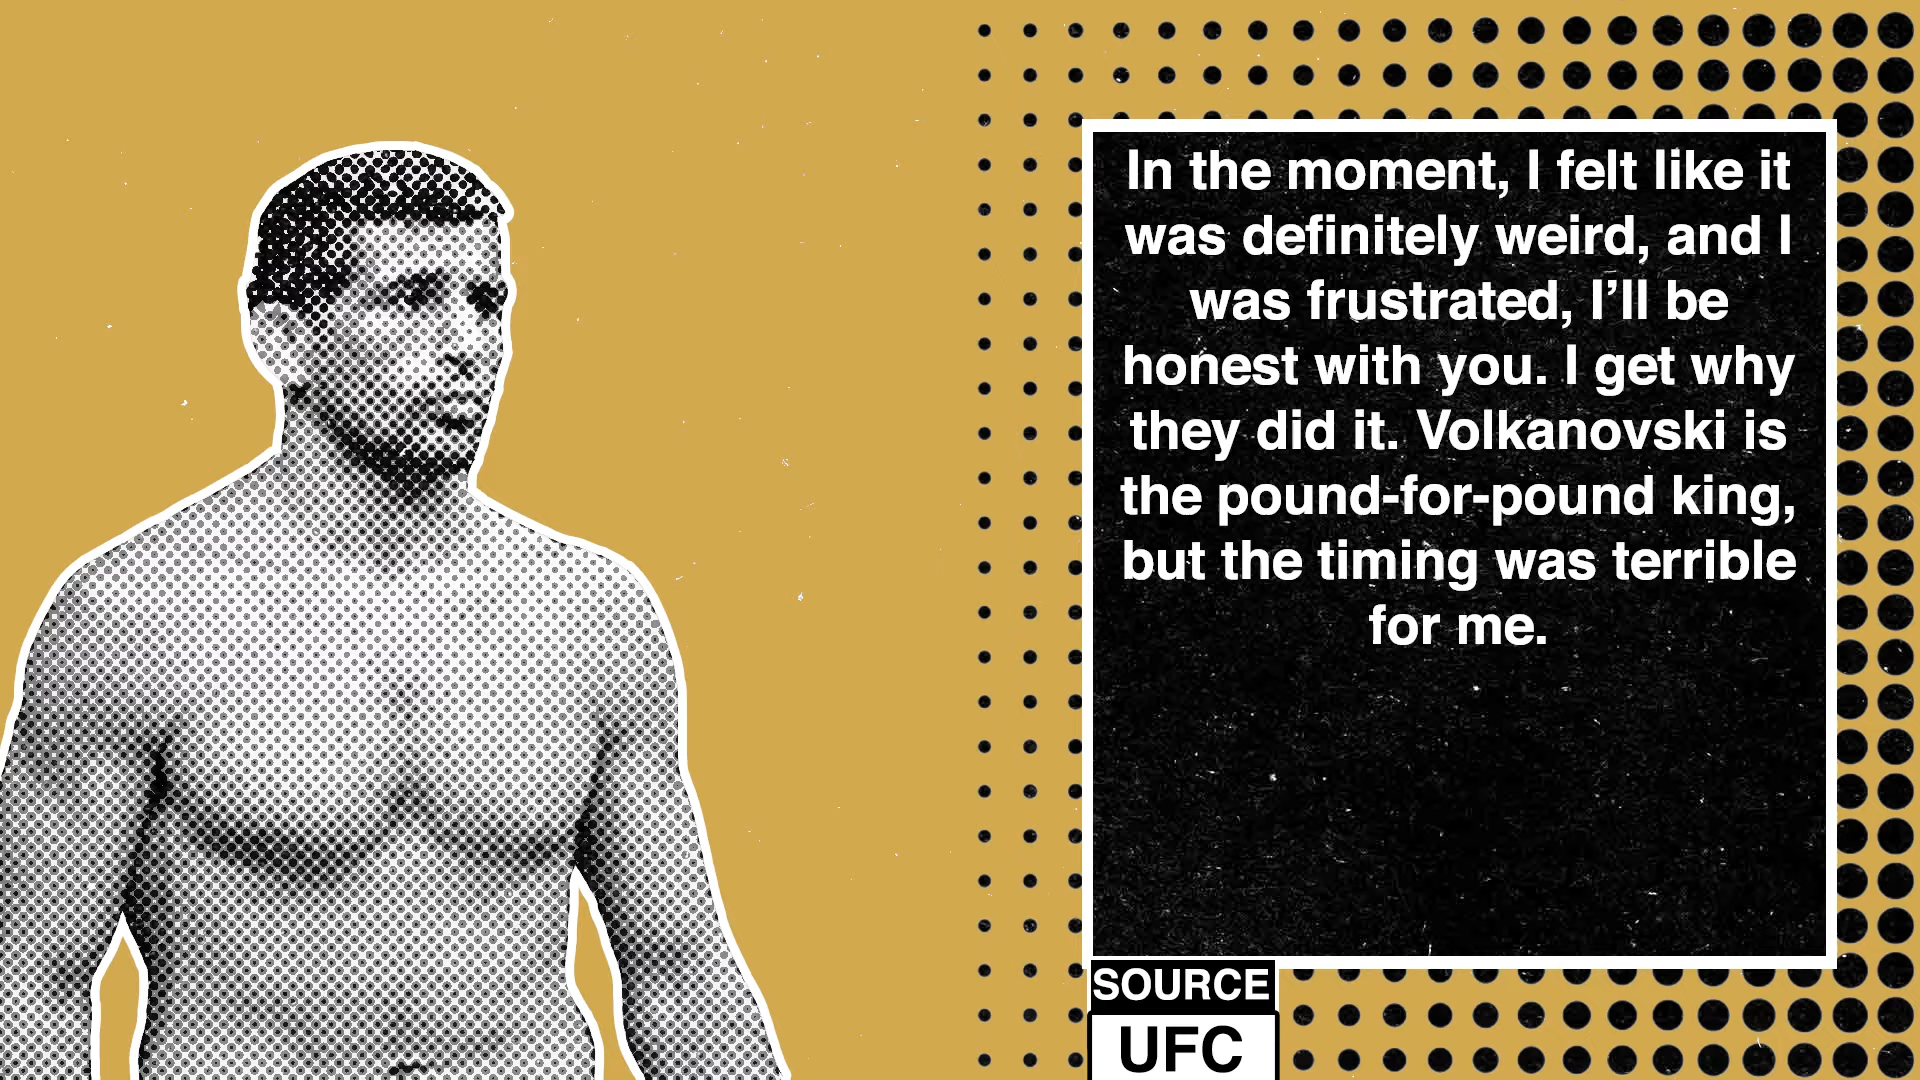 In the moment, I felt like it
was definitely weird, and I
was frustrated, I’ll be
honest with you. I get why
they did it. Volkanovski is
the pound-for-pound king,
but the timing was terrible
for me.
SOURCE
UFC